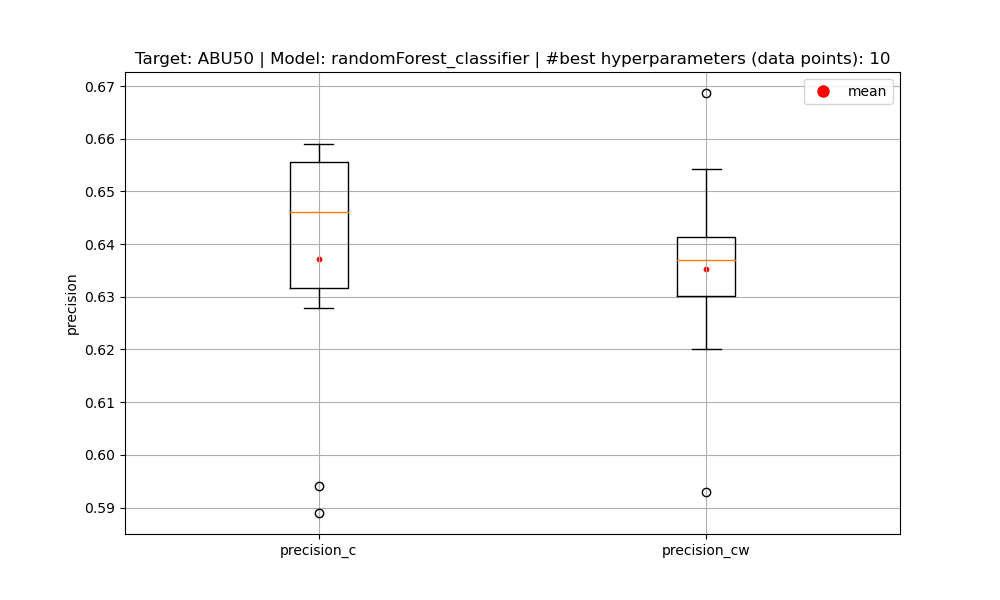 Target: ABU50 | Model: randomForest_classifier | #best hyperparameters (data points): 10
mean
0.67
0.66
0.65
0.64
0.63
0.62
0.61
0.60
0.59
precision
precision_c
precision_cw